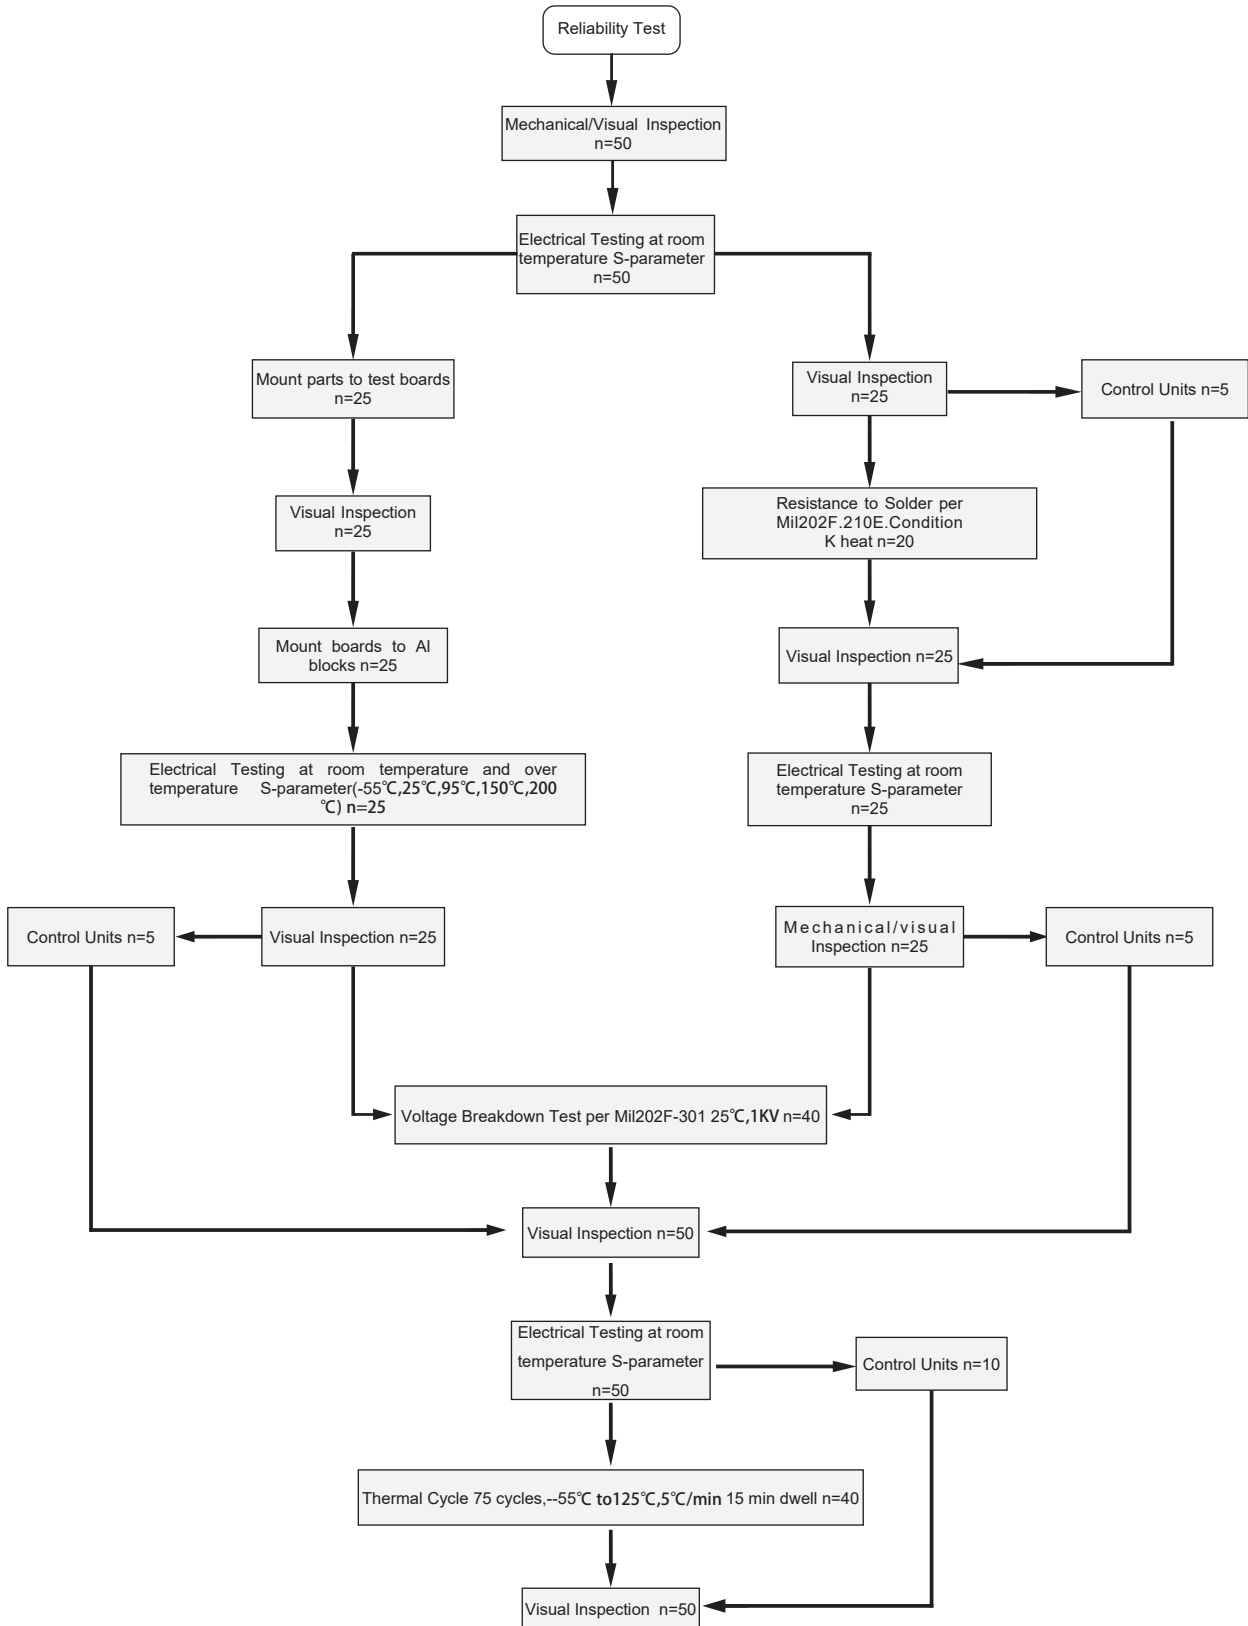 Reliability Test
Mechanical/Visual Inspection
n=50
Electrical Testing at room
temperature S-parameter
n=50
Mount parts to test boards
n=25
Visual Inspection
n=25
Control Units n=5
Visual Inspection
n=25
Resistance to Solder per
Mil202F.210E.Condition
K heat n=20
Mount boards to Al
blocks n=25
Visual Inspection n=25
Electrical Testing at room temperature and over
temperature S-parameter(-55℃,25℃,95℃,150℃,200
℃) n=25
Electrical Testing at room
temperature S-parameter
n=25
Control Units n=5
Visual Inspection n=25
Mechanical/visual
Inspection n=25
Control Units n=5
Voltage Breakdown Test per Mil202F-301 25℃,1KV n=40
Visual Inspection n=50
Electrical Testing at room
temperature S-parameter
n=50
Control Units n=10
Thermal Cycle 75 cycles,--55℃ to125℃,5℃/min 15 min dwell n=40
Visual Inspection n=50